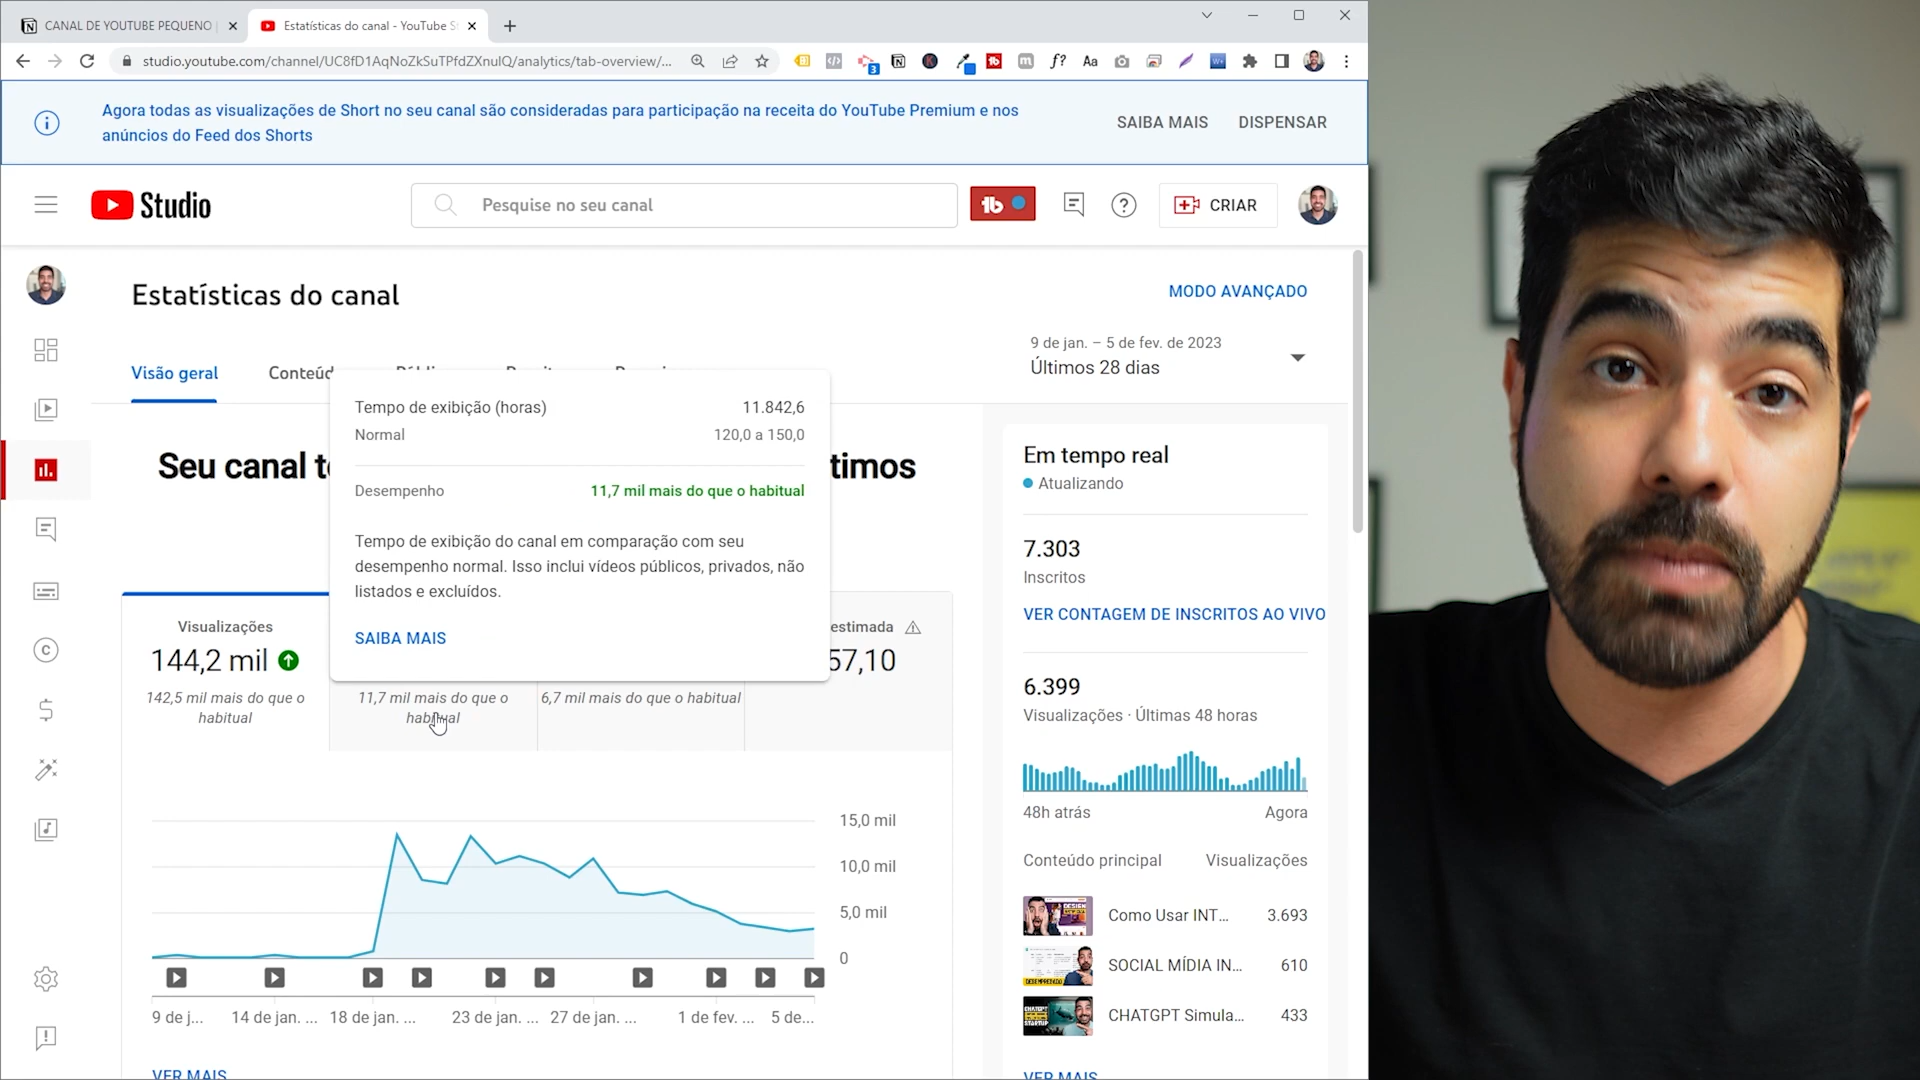 CANAL DE YOUTUBE PEQUENO
Estatísticas do canal - YouTube S
studio.youtube.com/channel/UC8fD1AqNoZkSuTPfdZXnuIQ/analytics/tab-overview/...
Agora todas as visualizações de Short no seu canal são consideradas para participação na receita do YouTube Premium e nos
anúncios do Feed dos Shorts
SAIBA MAIS
DISPENSAR
Studio
Pesquise no seu canal
CRIAR
Estatísticas do canal
MODO AVANÇADO
9 de jan. – 5 de fev. de 2023
Últimos 28 dias
Visão geral
Conteúd
Tempo de exibição (horas) 11.842,6
Normal 120,0 a 150,0
Desempenho 11,7 mil mais do que o habitual
Tempo de exibição do canal em comparação com seu
desempenho normal. Isso inclui vídeos públicos, privados, não
listados e excluídos.
SAIBA MAIS
Seu canal t
timos
Visualizações
144,2 mil
142,5 mil mais do que o
habitual
11,7 mil mais do que o
habitual
6,7 mil mais do que o habitual
estimada
57,10
15,0 mil
10,0 mil
5,0 mil
0
9 de j... 14 de jan. ... 18 de jan. ... 23 de jan. ... 27 de jan. ... 1 de fev. ... 5 de...
VER MAIS
Em tempo real
Atualizando
7.303
Inscritos
VER CONTAGEM DE INSCRITOS AO VIVO
6.399
Visualizações · Últimas 48 horas
48h atrás Agora
Conteúdo principal Visualizações
Como Usar INT... 3.693
SOCIAL MÍDIA IN... 610
CHATGPT Simula... 433
VER MAIS